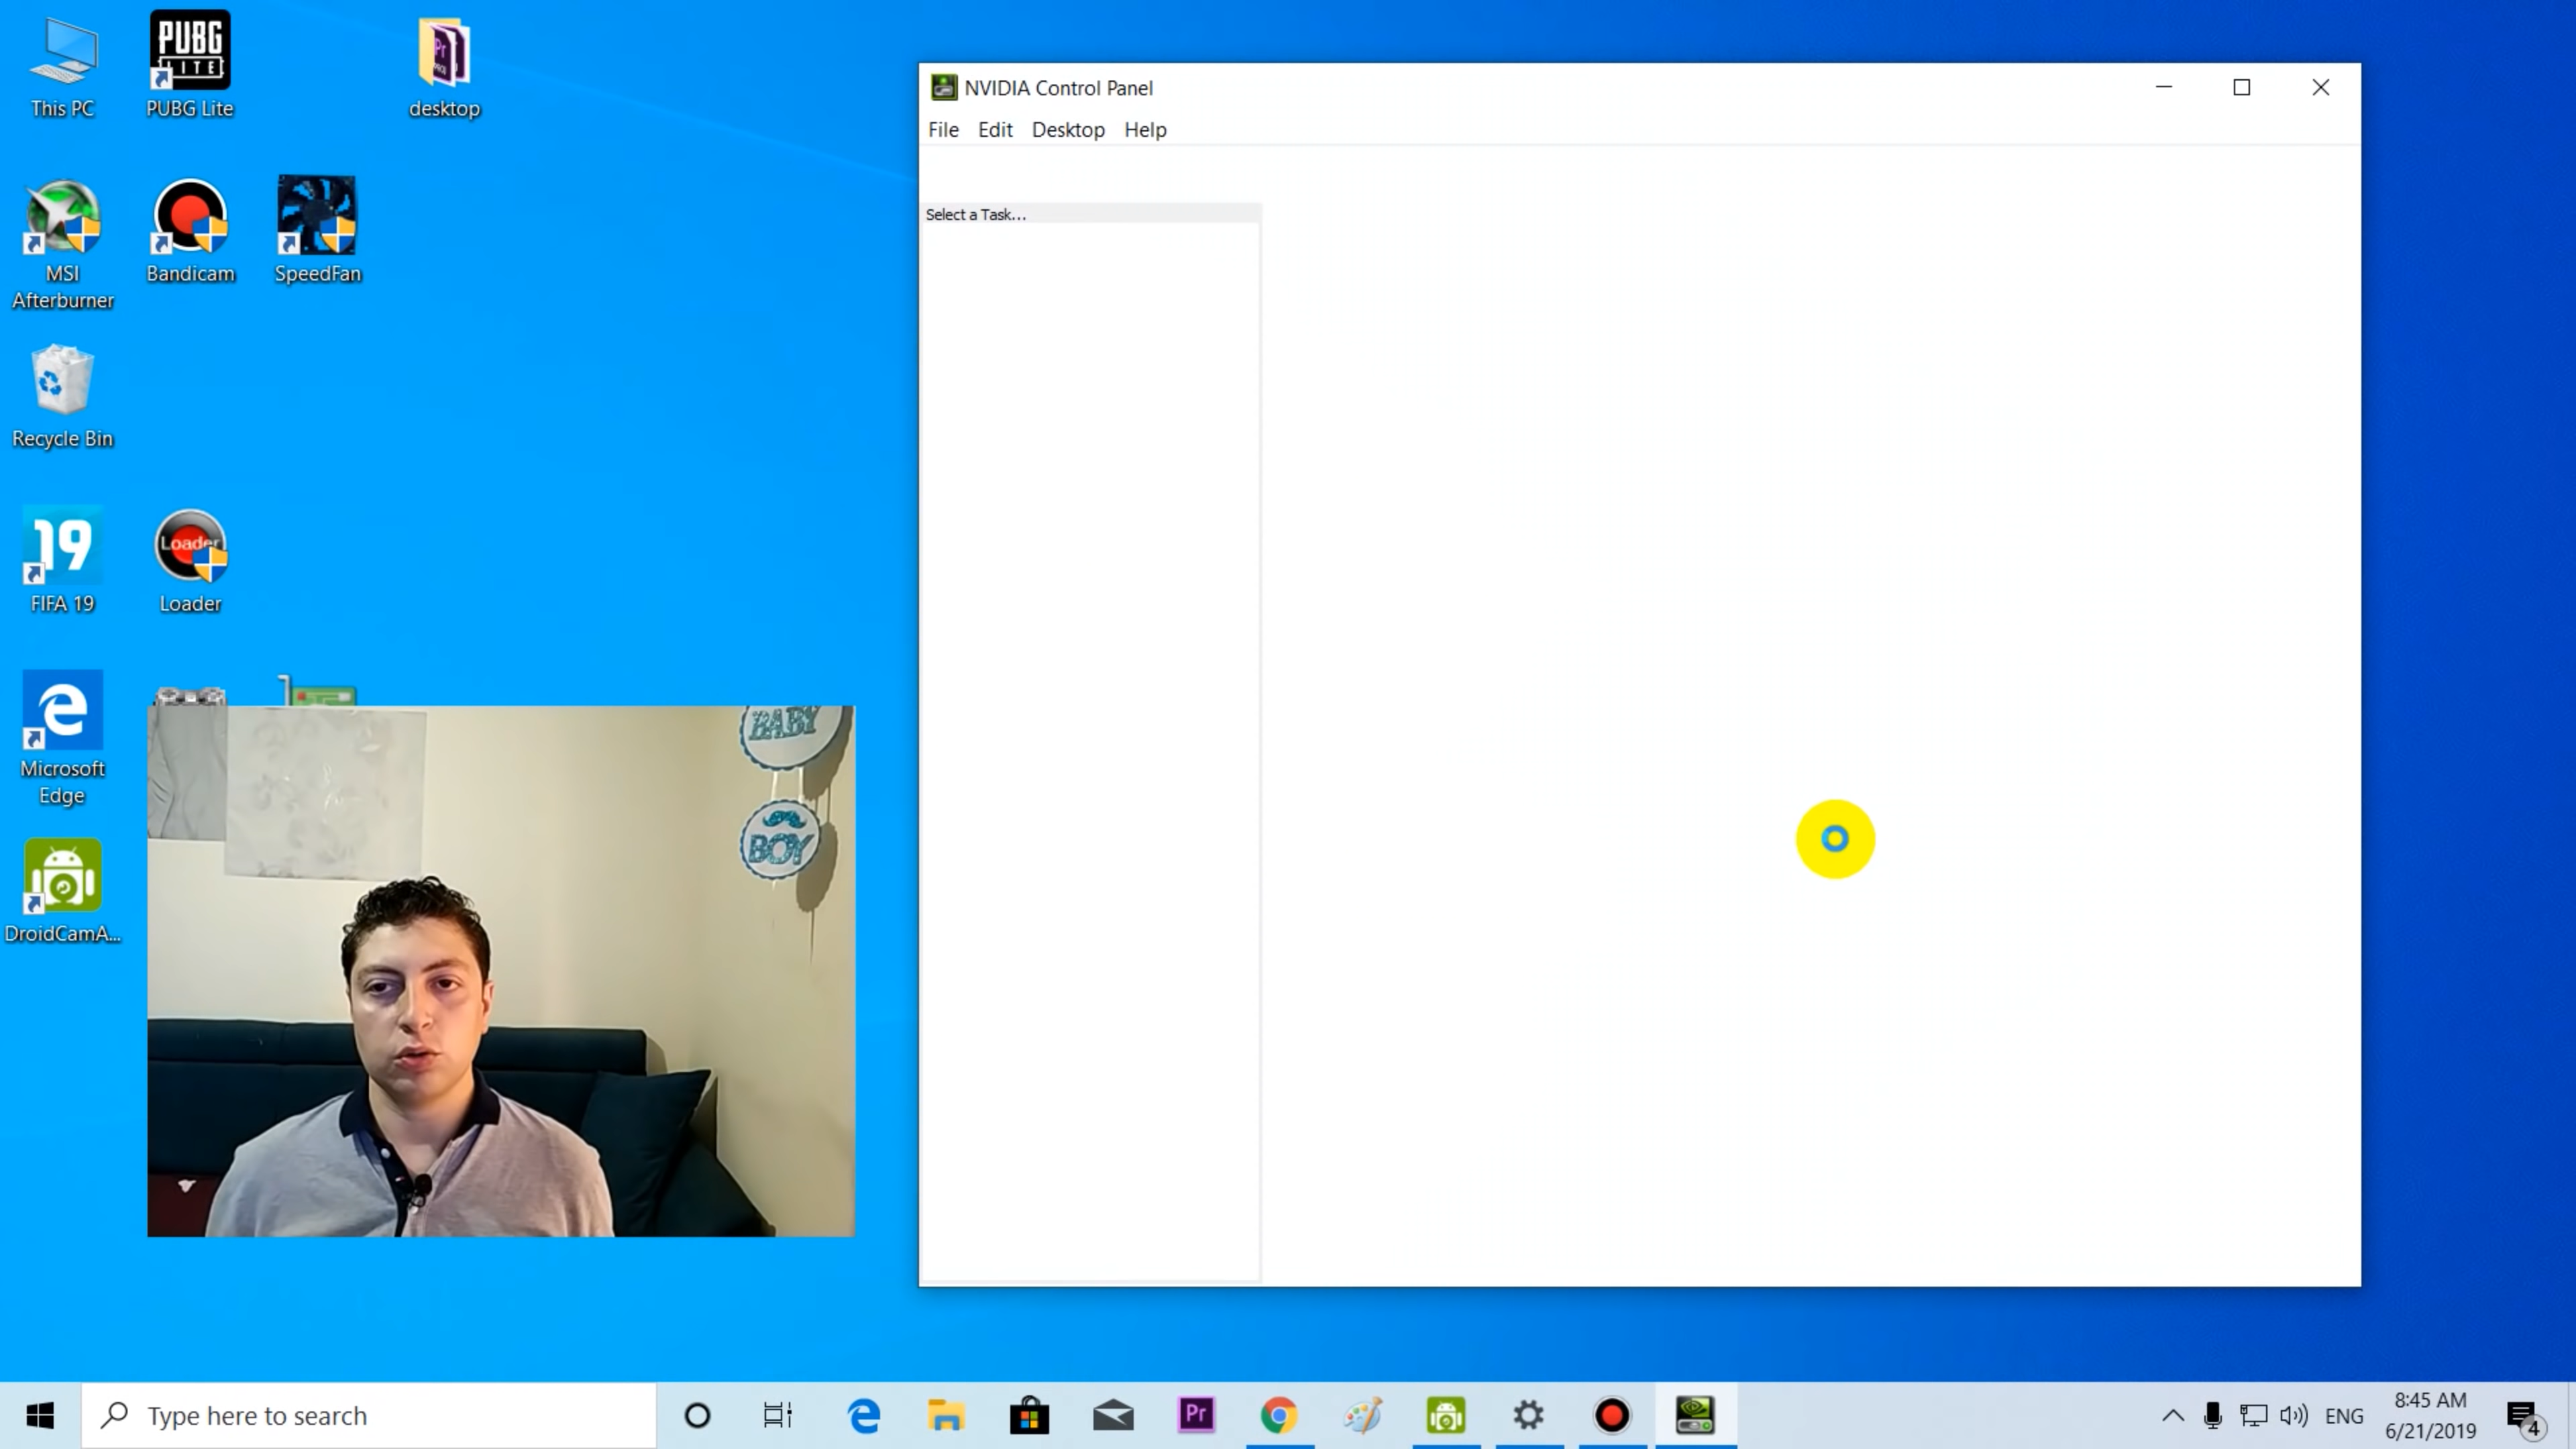 This PC
PUBG
LITE
PUBG Lite
Pr
desktop
MSI
Afterburner
Bandicam
SpeedFan
Recycle Bin
19
FIFA 19
Loader
Loader
Microsoft
Edge
DroidCamA...
BABY
BOY
NVIDIA Control Panel
File Edit Desktop Help
Select a Task...
Type here to search
Pr
ENG
8:45 AM
6/21/2019
4